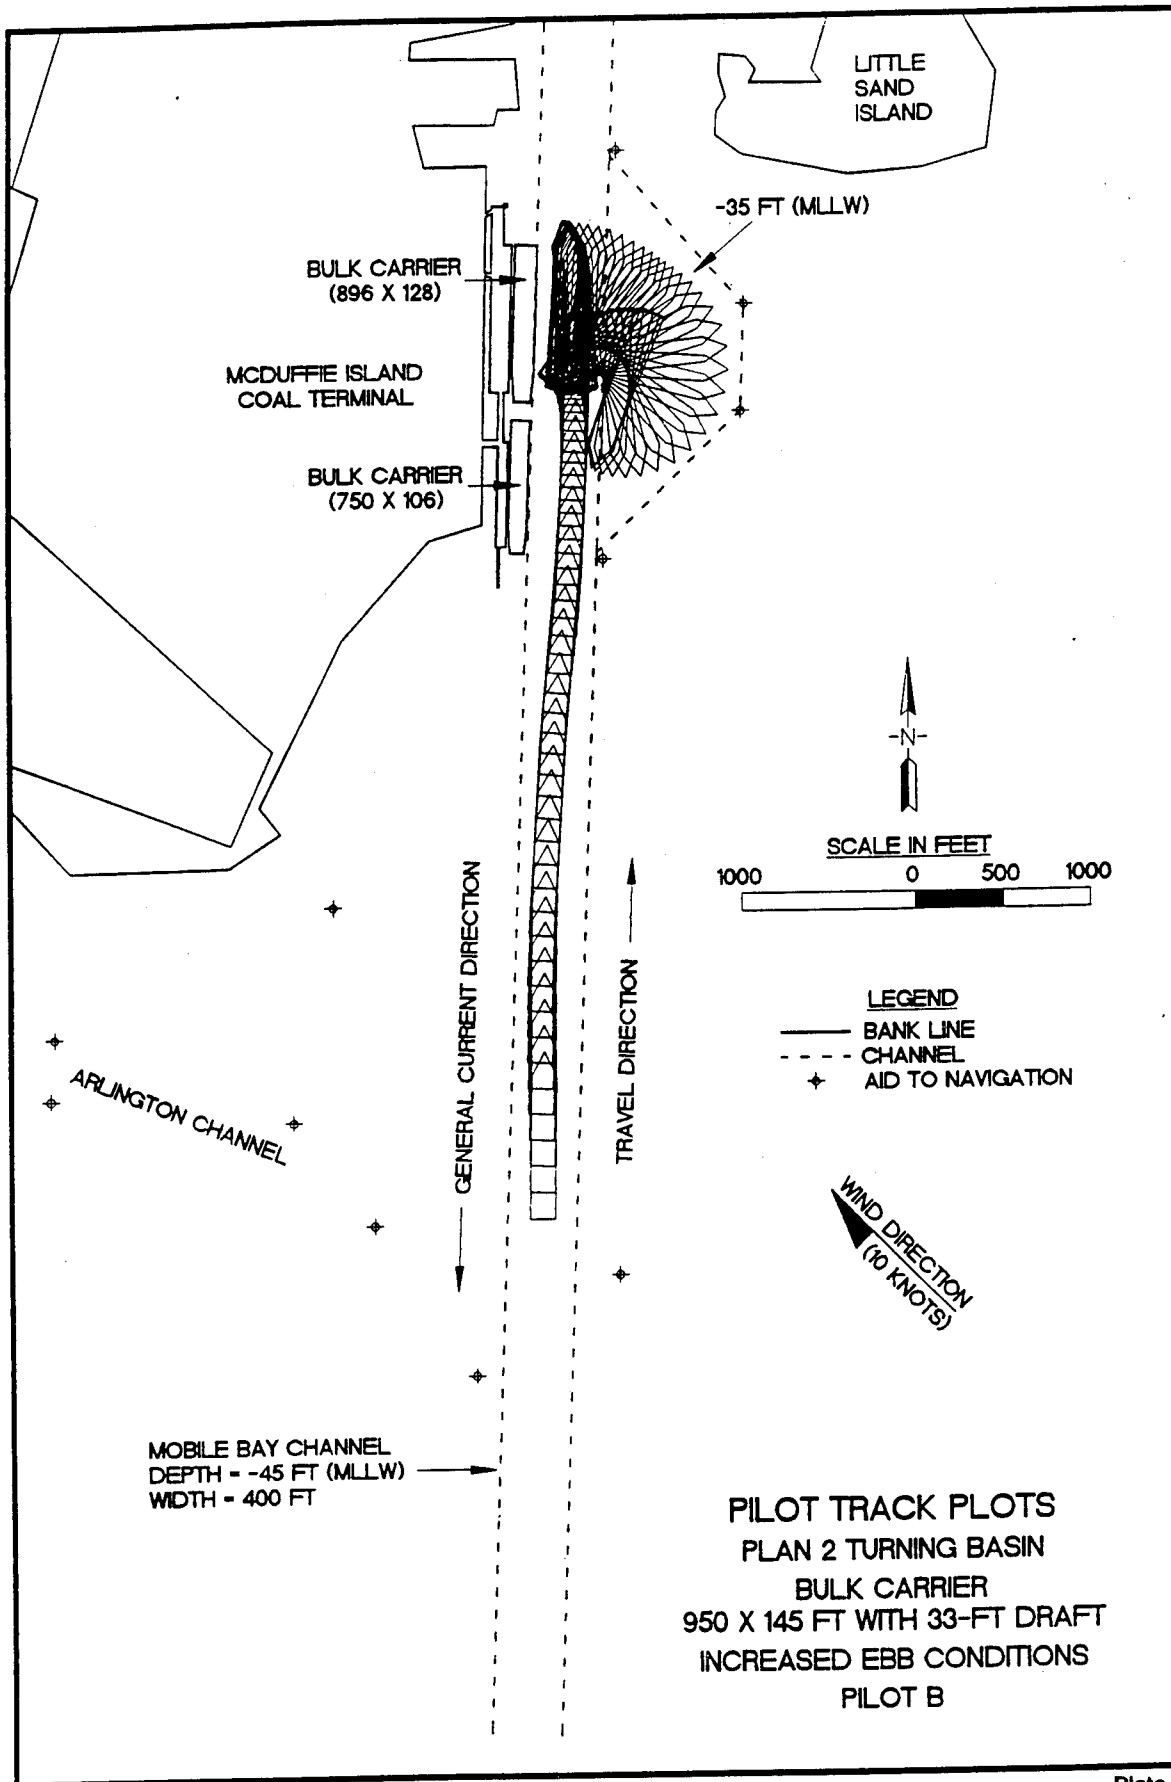 LITTLE
SAND
ISLAND
-35 FT (MLLW)
BULK CARRIER
(896 X 128)
MCDUFFIE ISLAND
COAL TERMINAL
BULK CARRIER
(750 X 106)
-N-
SCALE IN FEET
1000 0 500 1000
GENERAL CURRENT DIRECTION
TRAVEL DIRECTION
LEGEND
BANK LINE
CHANNEL
AID TO NAVIGATION
ARLINGTON CHANNEL
WIND DIRECTION
(10 KNOTS)
MOBILE BAY CHANNEL
DEPTH = -45 FT (MLLW)
WIDTH = 400 FT
PILOT TRACK PLOTS
PLAN 2 TURNING BASIN
BULK CARRIER
950 X 145 FT WITH 33-FT DRAFT
INCREASED EBB CONDITIONS
PILOT B